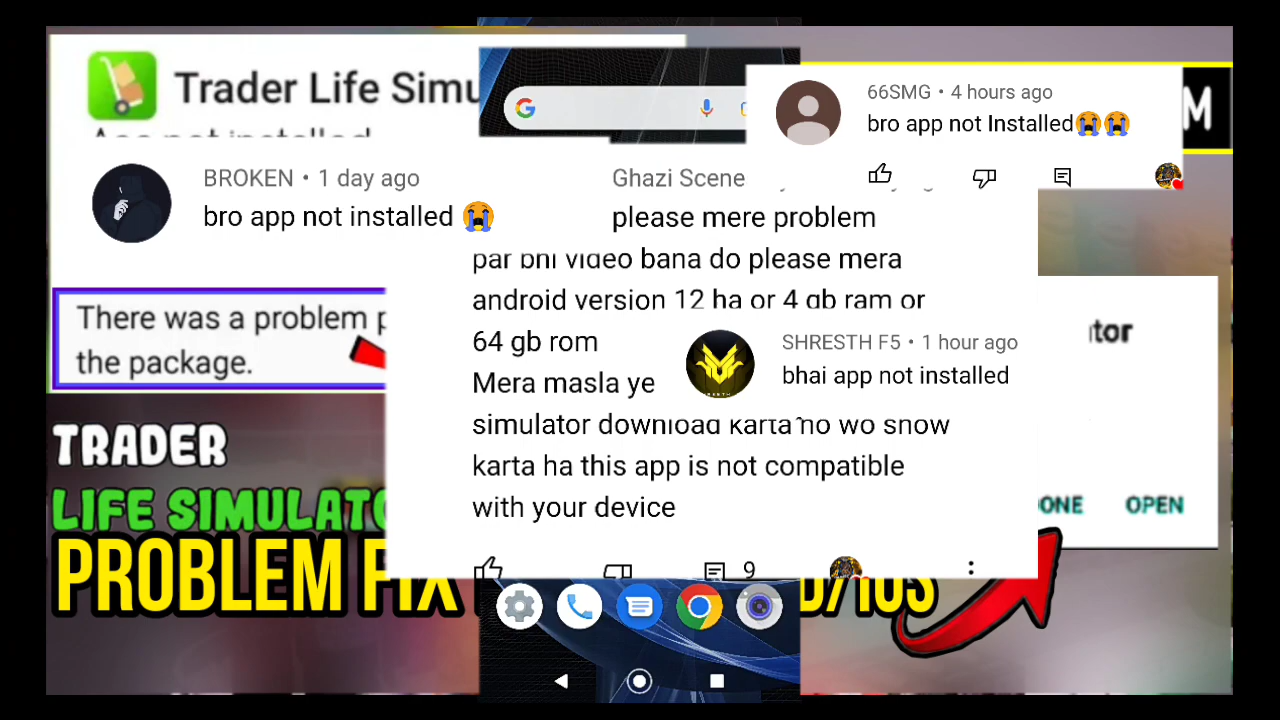 Trader Life Simu
66SMG • 4 hours ago
bro app not Installed😭😭
M
BROKEN • 1 day ago
bro app not installed 😭
Ghazi Scene
please mere problem
par bhi video bana do please mera
android version 12 ha or 4 gb ram or
64 gb rom
Mera masla ye
simulator download karta ho wo show
karta ha this app is not compatible
with your device
9
SHRESTH F5 • 1 hour ago
bhai app not installed
There was a problem p
the package.
tor
ONE OPEN
TRADER
LIFE SIMULATO
PROBLEM FIX
D/IOS